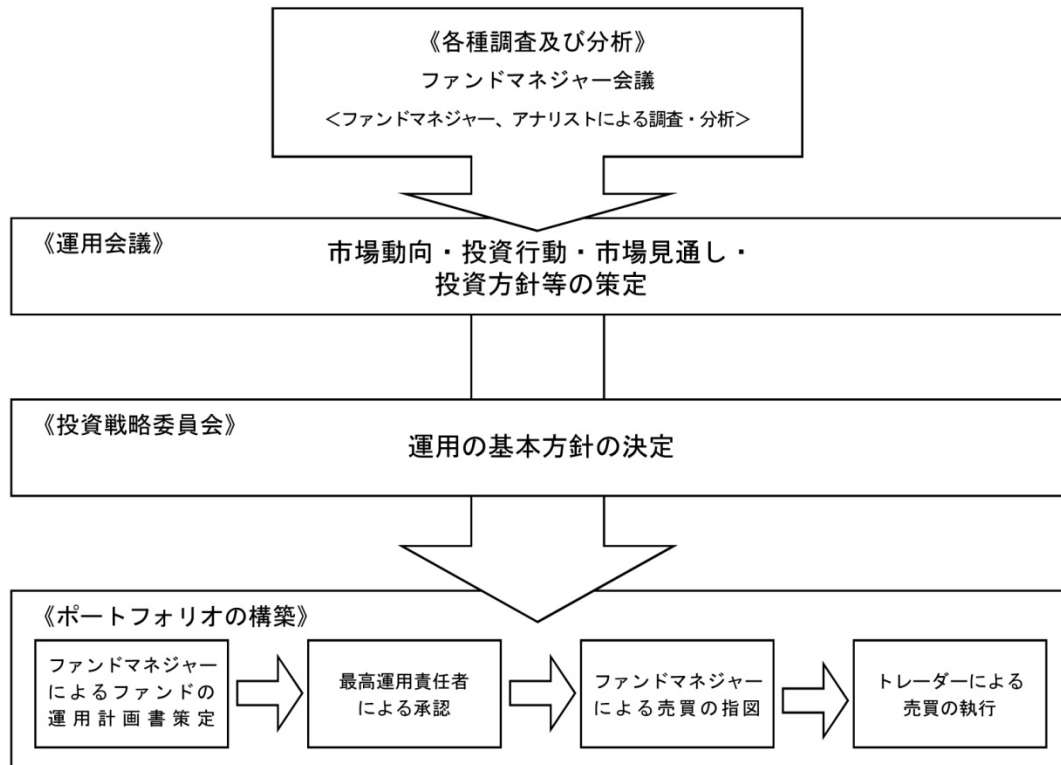 《各種調査及び分析》
ファンドマネジャー会議
<ファンドマネジャー、アナリストによる調査・分析>
《運用会議》
市場動向・投資行動・市場見通し・
投資方針等の策定
《投資戦略委員会》
運用の基本方針の決定
《ポートフォリオの構築》
ファンドマネジャー
によるファンドの
運用計画書策定
最高運用責任者
による承認
ファンドマネジャー
による売買の指図
トレーダーによる
売買の執行